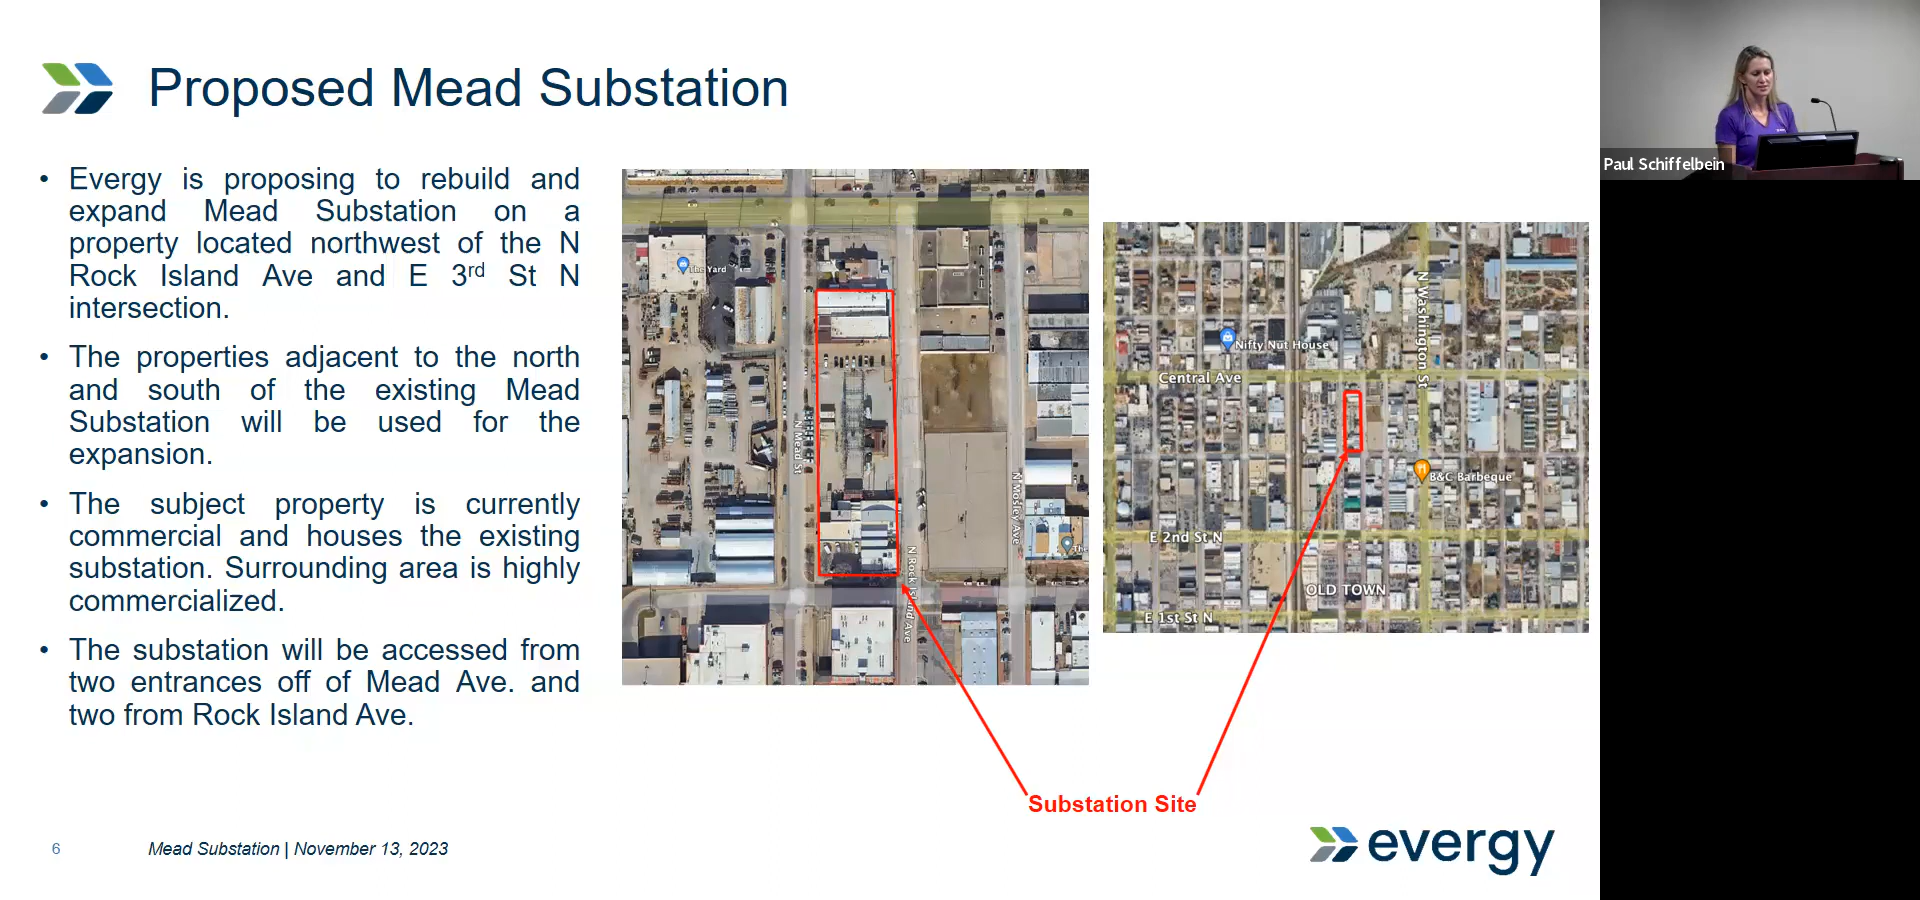 Proposed Mead Substation
• Evergy is proposing to rebuild and
expand Mead Substation on a
property located northwest of the N
Rock Island Ave and E 3rd St N
intersection.
• The properties adjacent to the north
and south of the existing Mead
Substation will be used for the
expansion.
• The subject property is currently
commercial and houses the existing
substation. Surrounding area is highly
commercialized.
• The substation will be accessed from
two entrances off of Mead Ave. and
two from Rock Island Ave.
The Yard
N Mead St
N Rock Island Ave
N Mosley Ave
The
Nifty Nut House
Central Ave
N Washington St
B&C Barbeque
E 2nd St N
OLD TOWN
E 1st St N
Substation Site
6
Mead Substation | November 13, 2023
evergy
Paul Schiffelbein